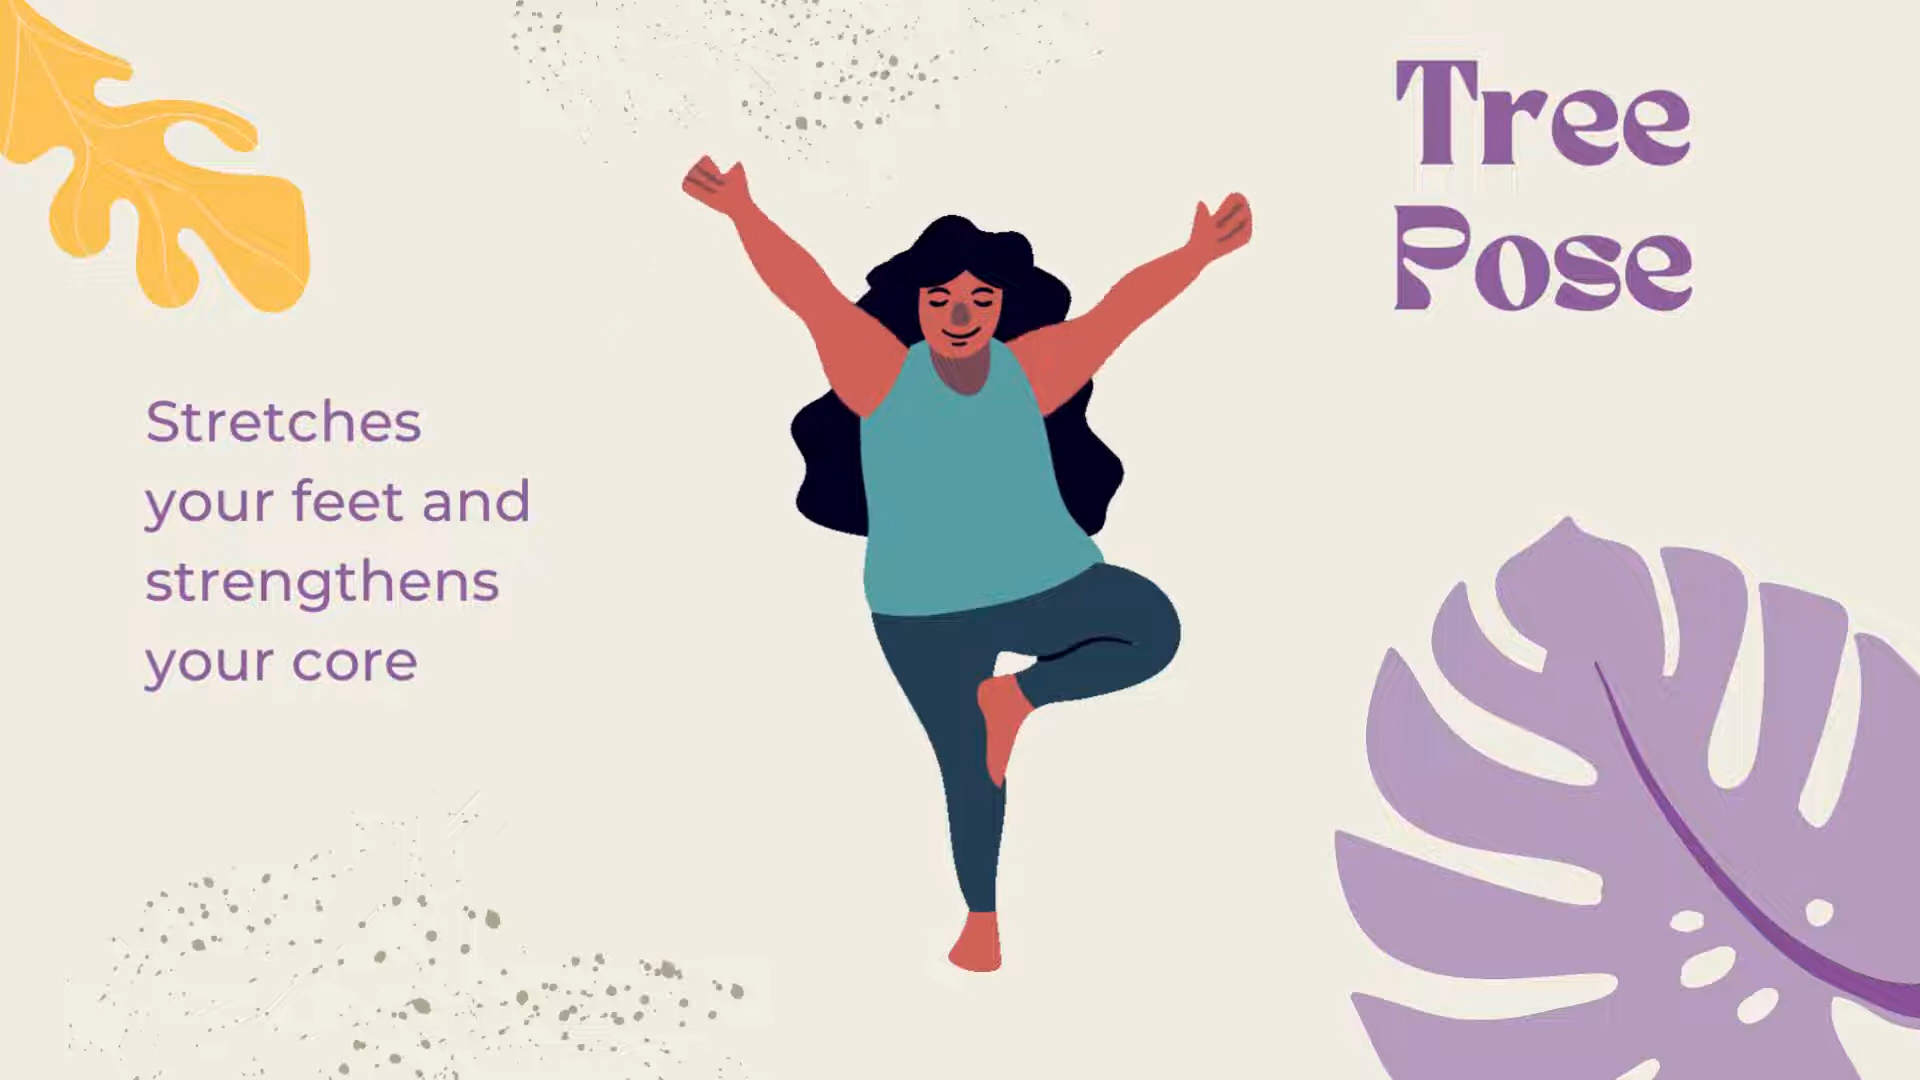 Tree
Pose
Stretches
your feet and
strengthens
your core